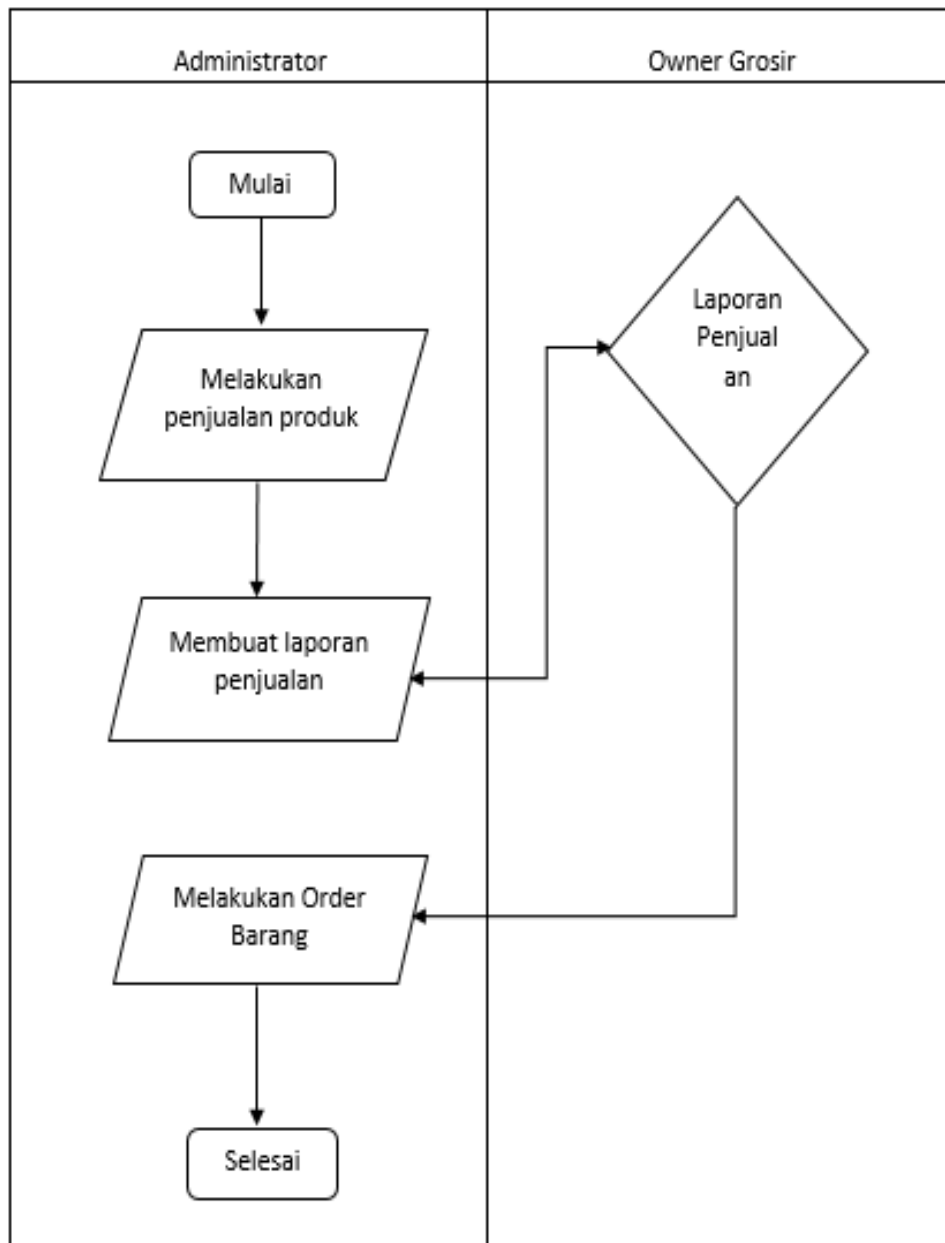 Administrator
Owner Grosir
Mulai
Melakukan
penjualan produk
Membuat laporan
penjualan
Laporan
Penjual
an
Melakukan Order
Barang
Selesai